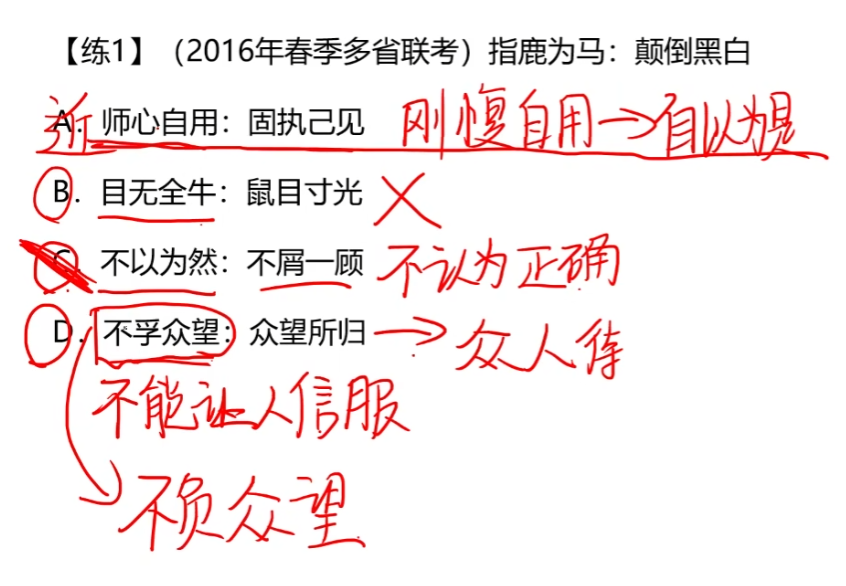 【练1】（2016年春季多省联考）指鹿为马：颠倒黑白
近
A．师心自用：固执己见 刚愎自用→自以为是
B．目无全牛：鼠目寸光
C．不以为然：不屑一顾 不认为正确
D．不孚众望：众望所归→众人
不能让人信服
不负众望